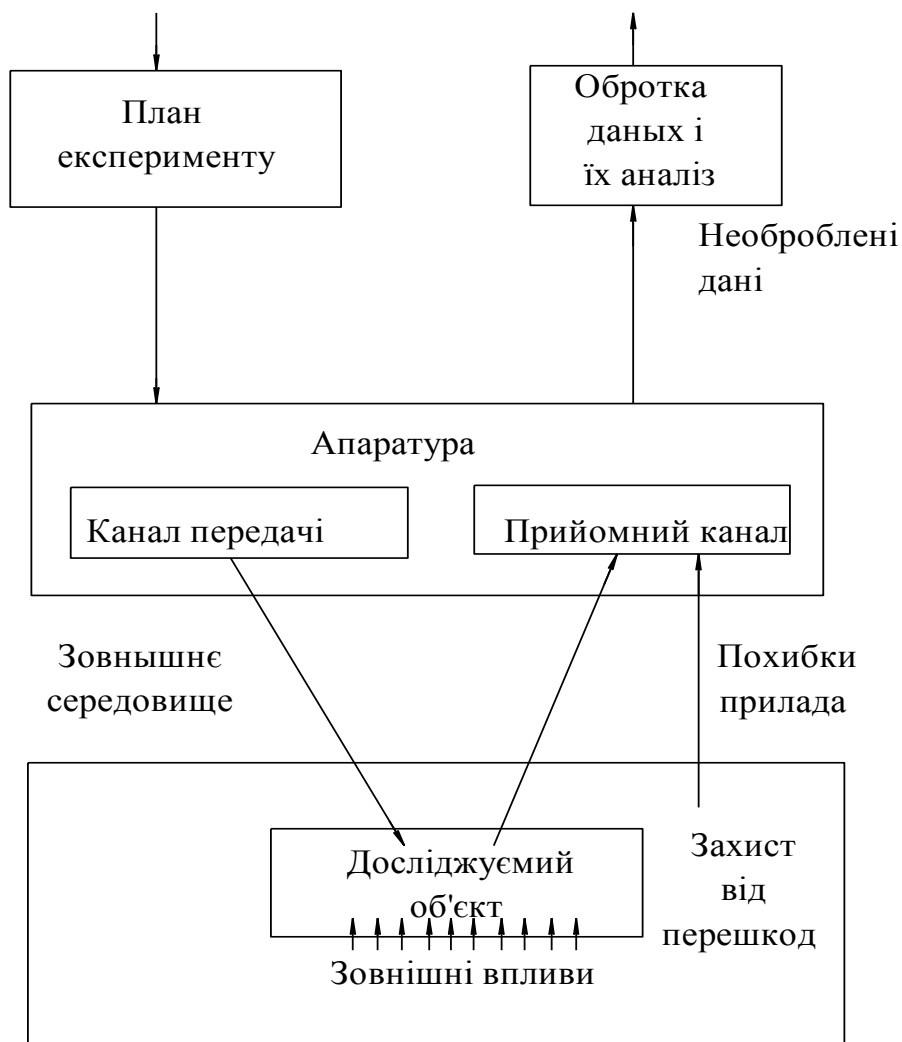 План
експерименту
Обротка
даных і
їх аналіз
Необроблені
дані
Апаратура
Канал передачі
Прийомний канал
Зовнышнє
середовище
Похибки
прилада
Досліджуємий
об'єкт
Захист
від
перешкод
Зовнішні впливи